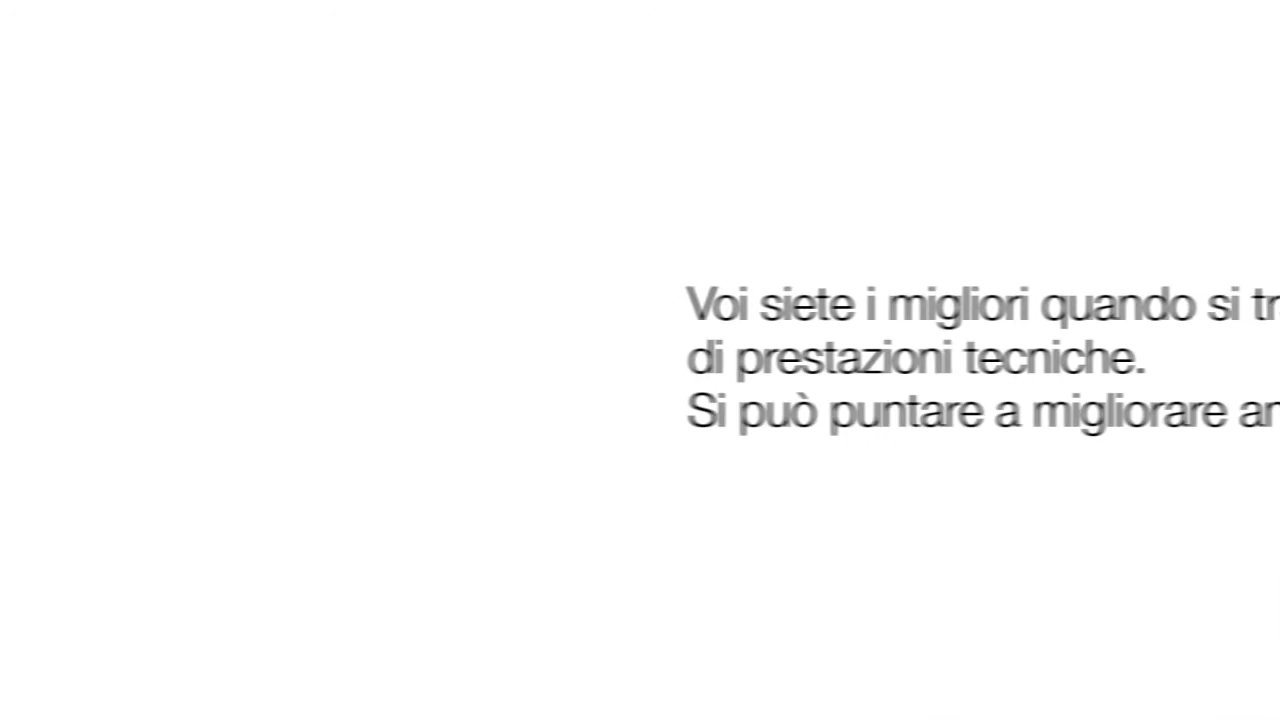 Voi siete i migliori quando si
di prestazioni tecniche.
Si può puntare a migliorare